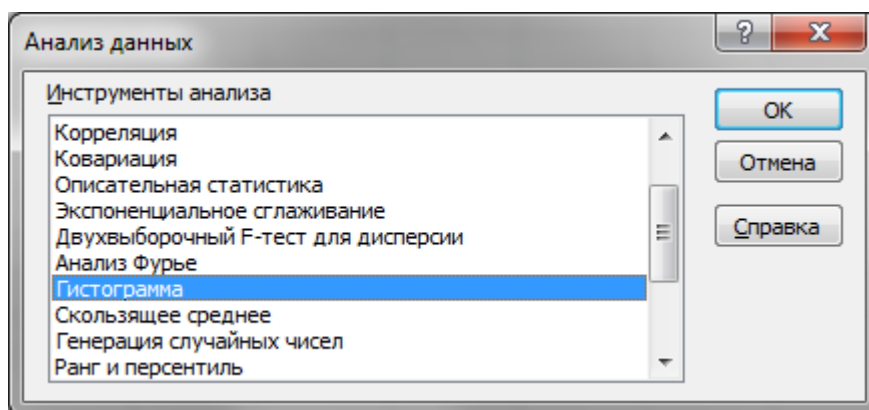 Анализ данных
Инструменты анализа
Корреляция
Ковариация
Описательная статистика
Экспоненциальное сглаживание
Двухвыборочный F-тест для дисперсии
Анализ Фурье
Гистограмма
Скользящее среднее
Генерация случайных чисел
Ранг и персентиль
ОК
Отмена
Справка